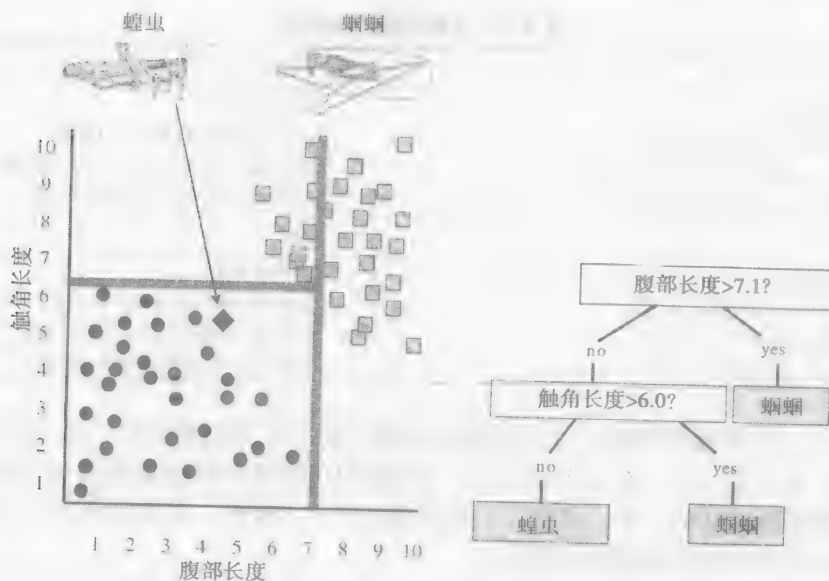 蝗虫
蝈蝈
触角长度
10
9
8
7
6
5
4
3
2
1
1 2 3 4 5 6 7 8 9 10
腹部长度
腹部长度>7.1?
no
yes
触角长度>6.0?
蝈蝈
no
yes
蝗虫
蝈蝈